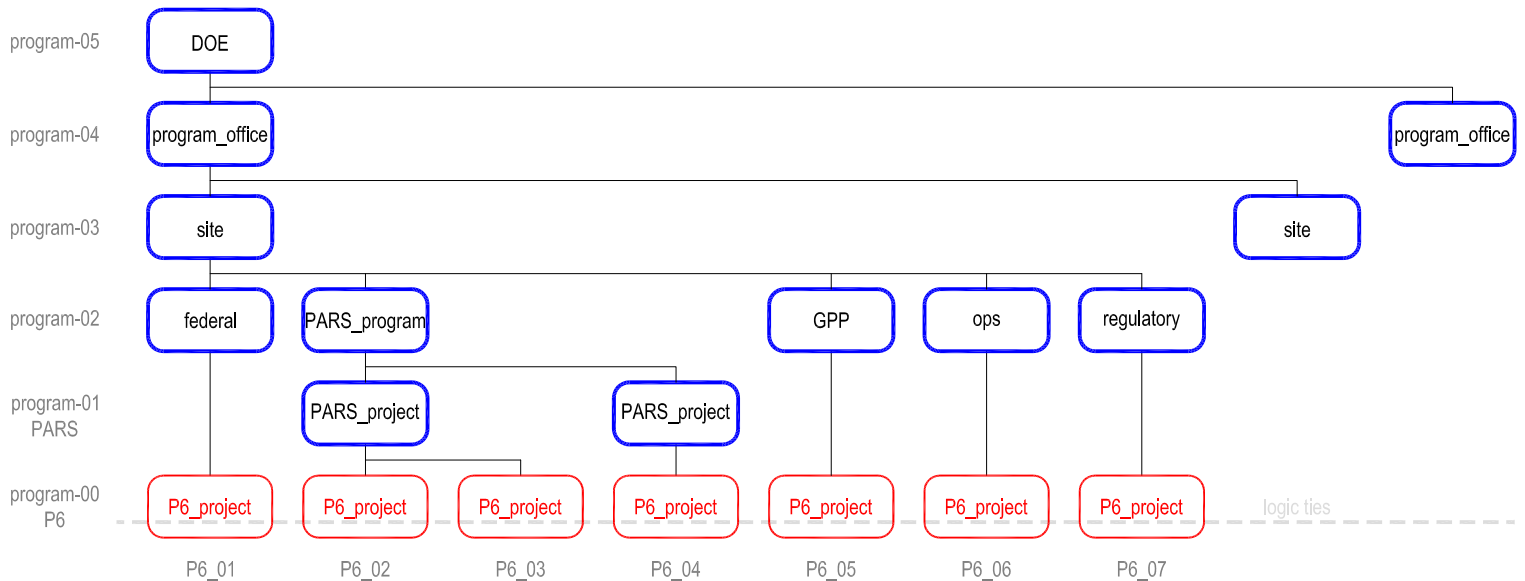 program-05
DOE
program-04
program_office
program_office
program-03
site
site
program-02
federal
PARS_program
GPP
ops
regulatory
program-01
PARS
PARS_project
PARS_project
program-00
P6
P6_project
P6_project
P6_project
P6_project
P6_project
P6_project
P6_project
logic ties
P6_01
P6_02
P6_03
P6_04
P6_05
P6_06
P6_07